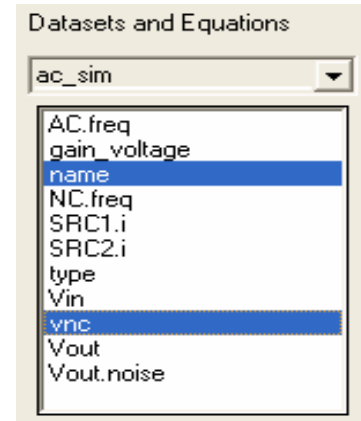 Datasets and Equations
ac_sim
AC.freq
gain_voltage
name
NC.freq
SRC1.i
SRC2.i
type
Vin
vnc
Vout
Vout.noise